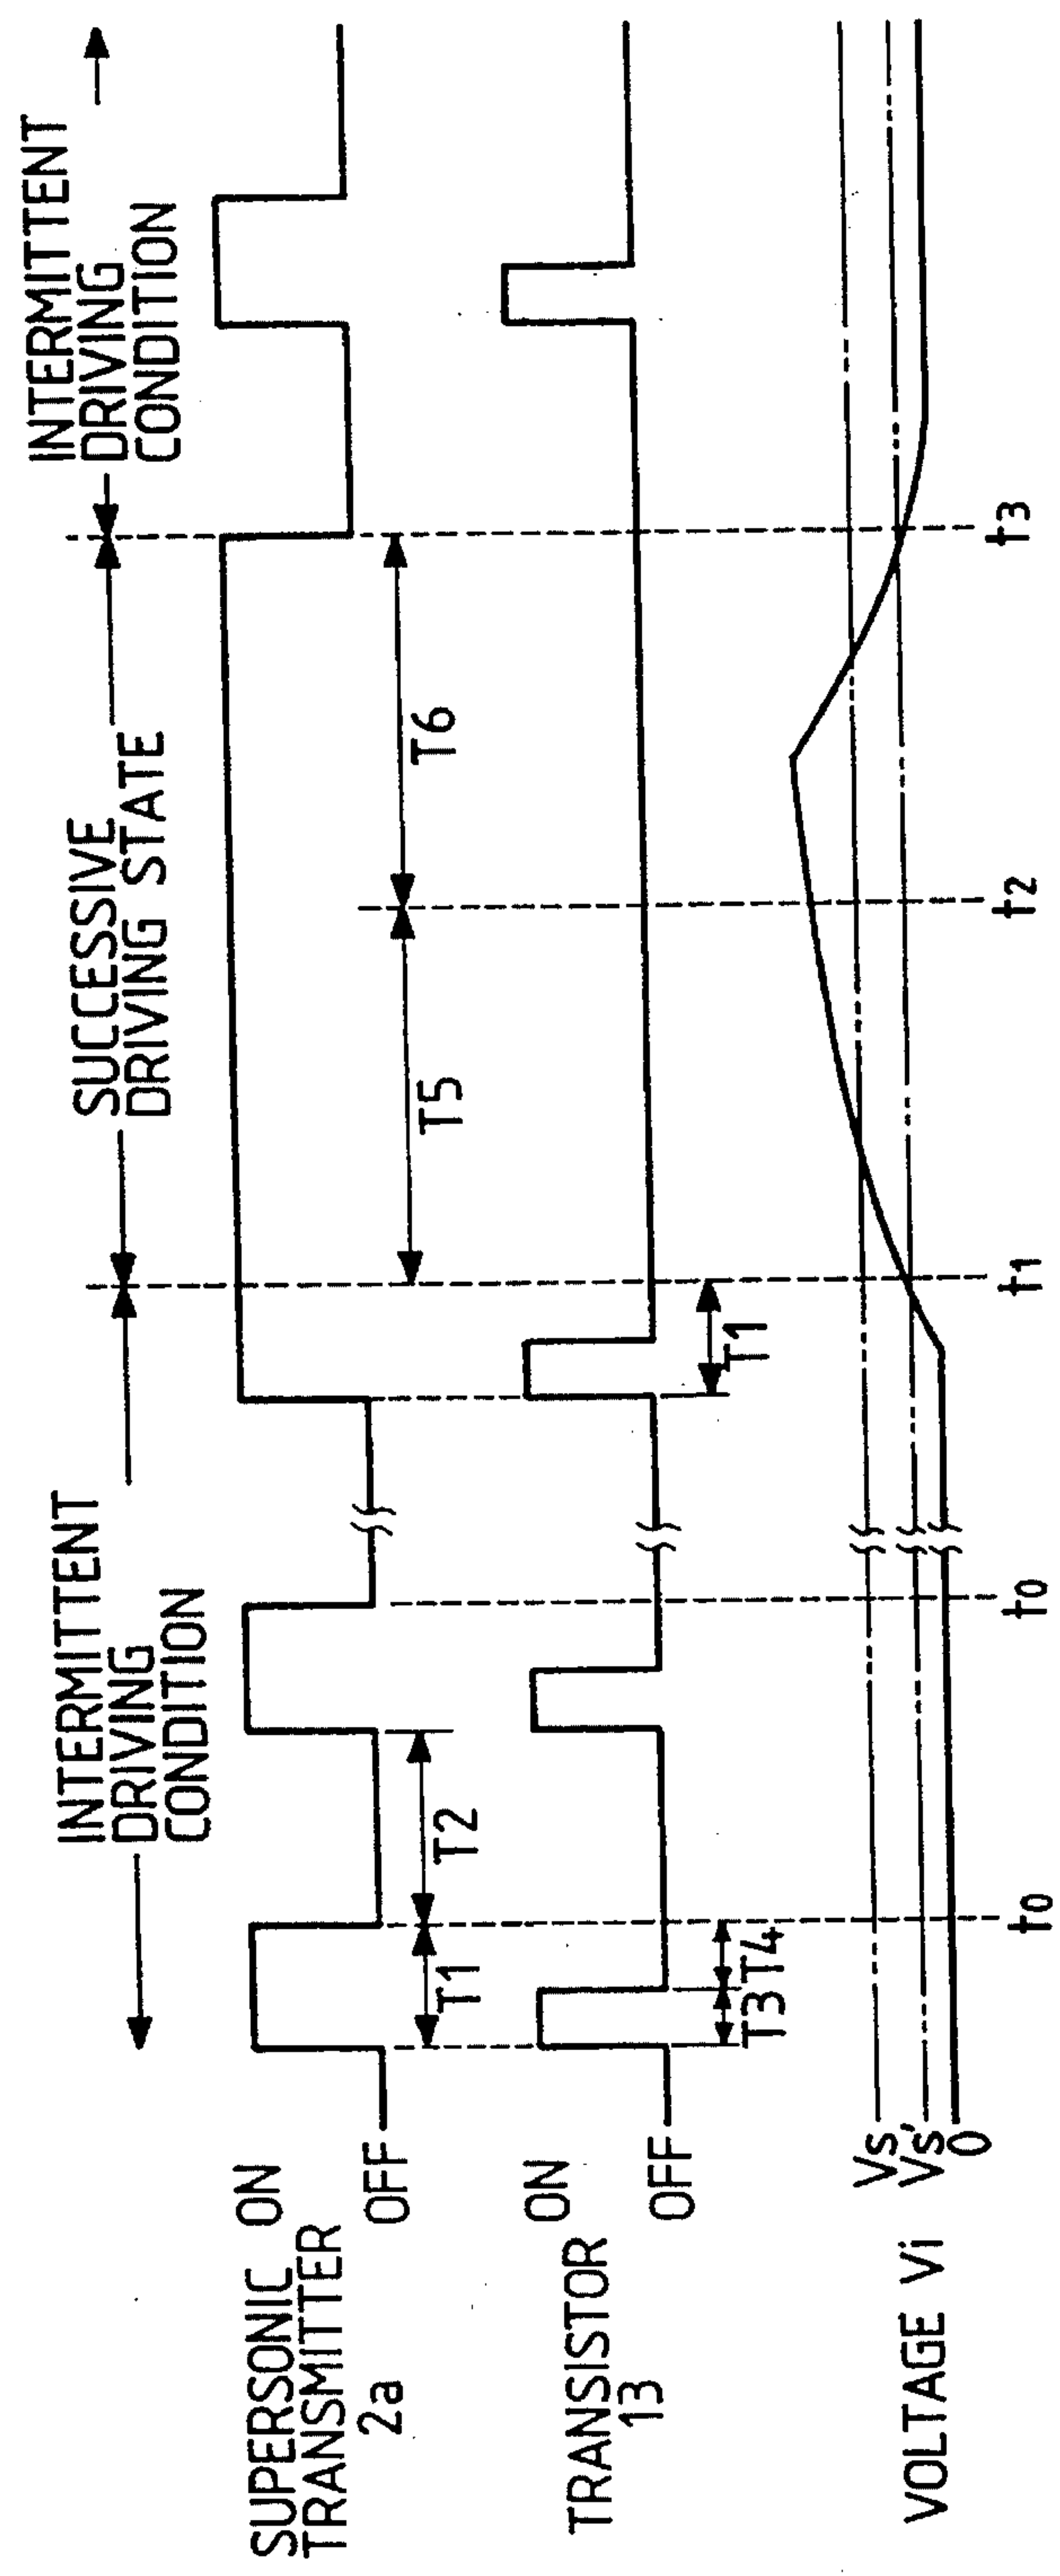 INTERMITTENT
DRIVING
CONDITION
SUCCESSIVE
DRIVING STATE
INTERMITTENT
DRIVING
CONDITION
SUPERSONIC
TRANSMITTER
2a
ON
OFF
T1
T2
T5
T6
TRANSISTOR
13
ON
OFF
T3
T4
T1
VOLTAGE Vi
Vs
Vs'
0
t0
t0
t1
t2
t3